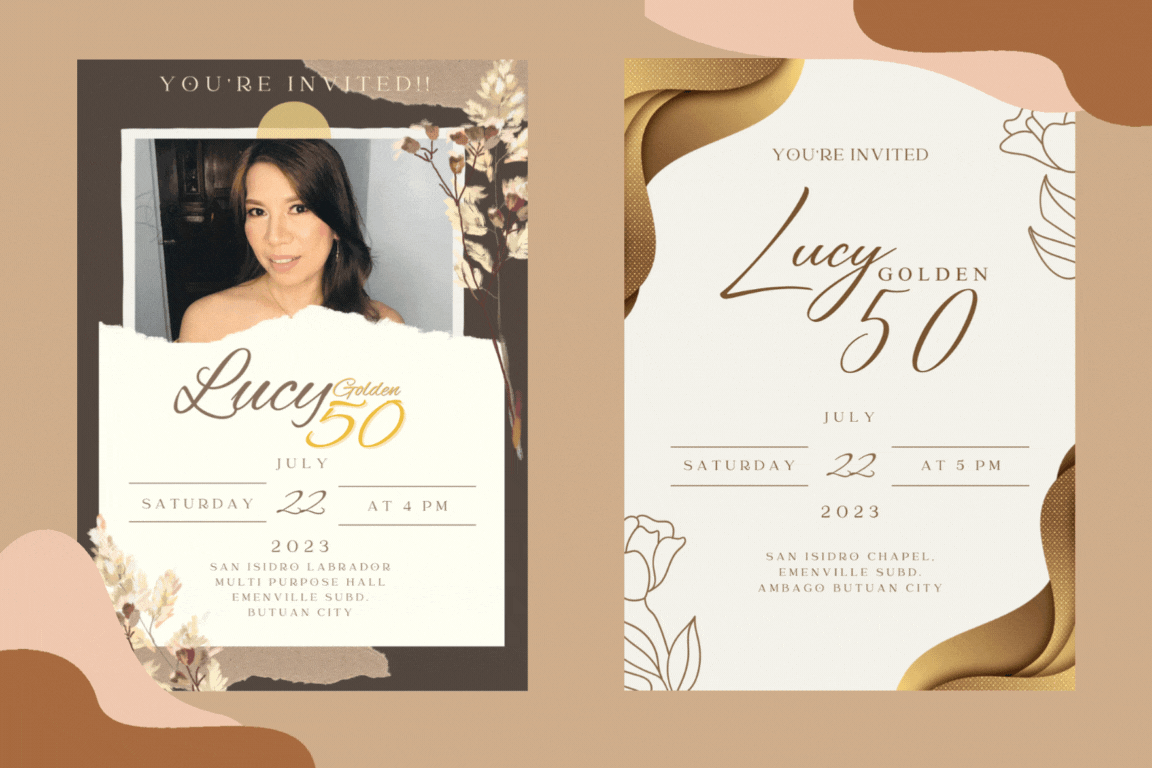 YOU'RE INVITED!!
Lucy Golden
50
JULY
SATURDAY 22 AT 4 PM
2023
SAN ISIDRO LABRADOR
MULTI PURPOSE HALL
EMENVILLE SUBD.
BUTUAN CITY
YOU'RE INVITED
Lucy GOLDEN
50
JULY
SATURDAY 22 AT 5 PM
2023
SAN ISIDRO CHAPEL,
EMENVILLE SUBD.
AMBAGO BUTUAN CITY